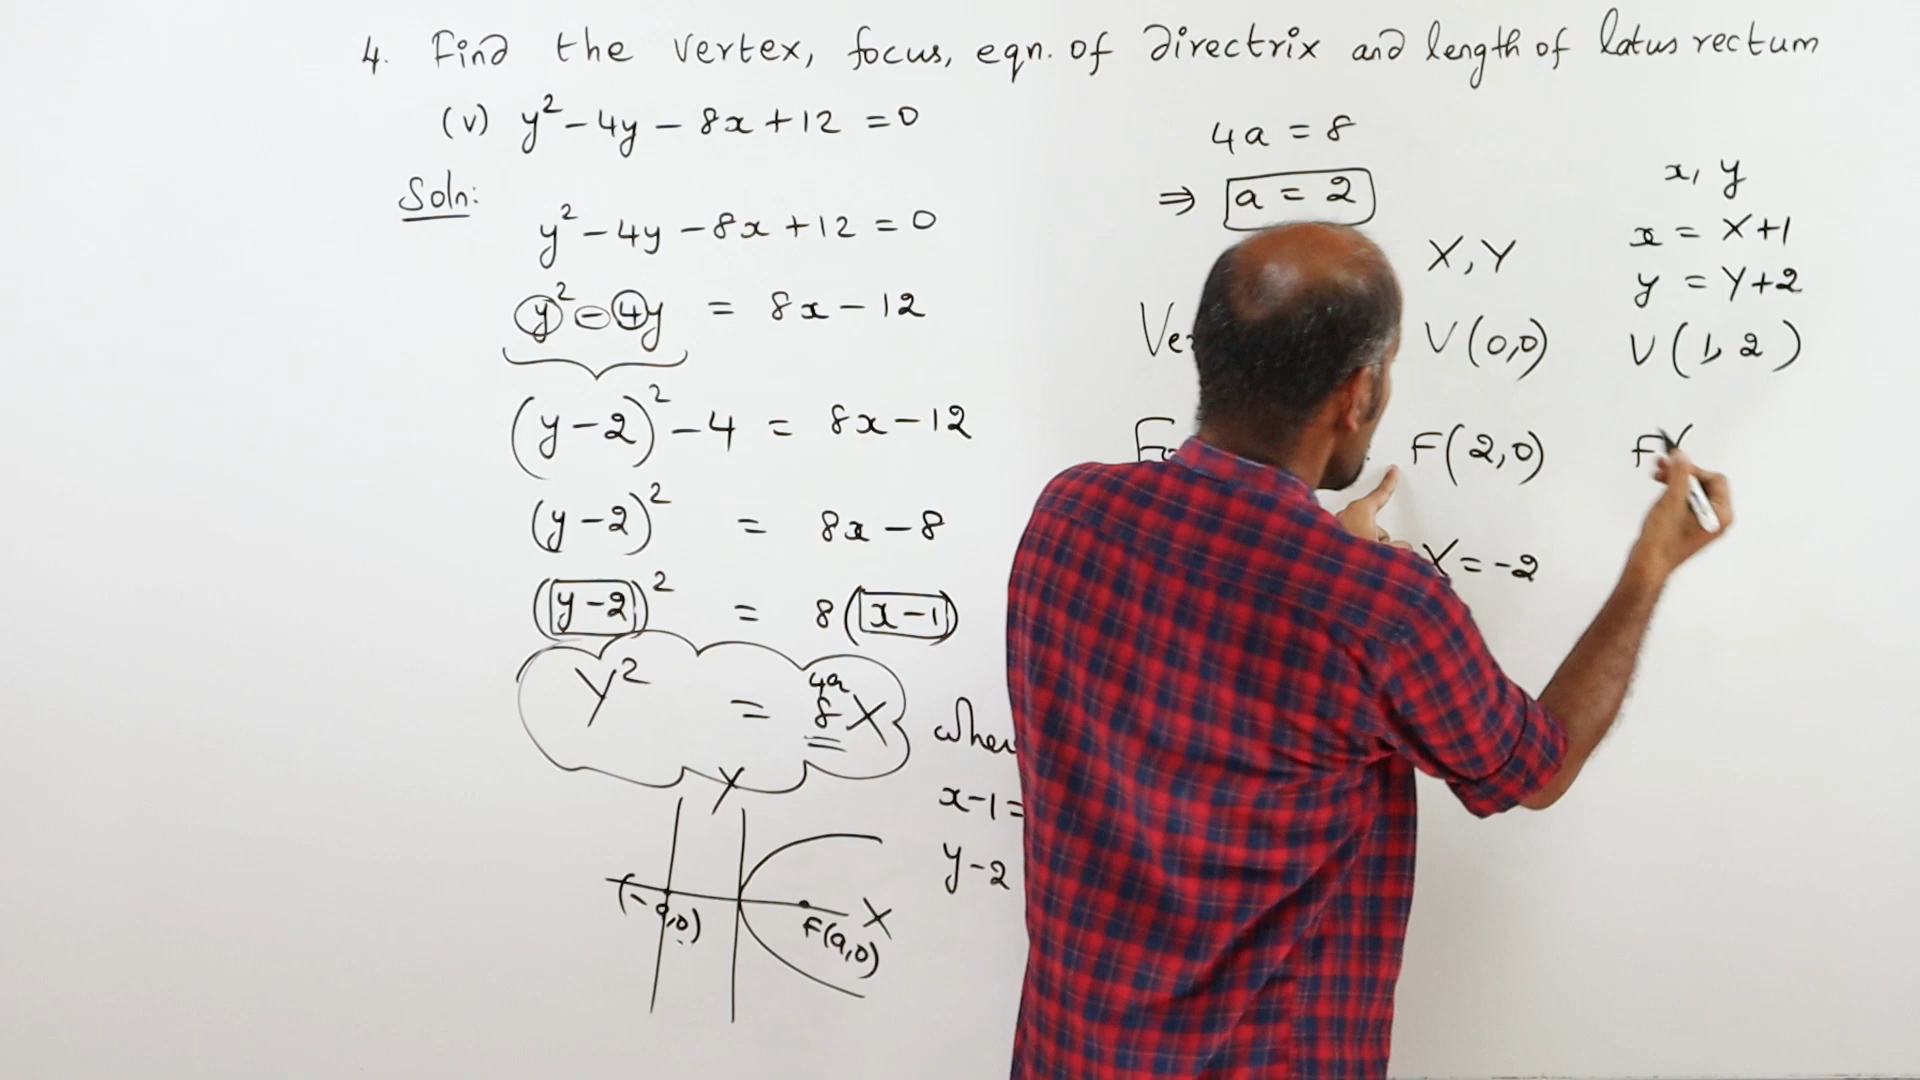 4. Find the vertex, focus, eqn. of directrix and length of latus rectum
(v) y² - 4y - 8x + 12 = 0
Soln:
y² - 4y - 8x + 12 = 0
y² - 4y = 8x - 12
(y - 2)² - 4 = 8x - 12
(y - 2)² = 8x - 8
(y - 2)² = 8(x - 1)
4a
Y² = 8X
x - 1 =
y - 2
Y
X
(-a,0)
F(a,0)
4a = 8
⇒ a = 2
X, Y
V(0,0)
F(2,0)
X = -2
x, y
x = X + 1
y = Y + 2
V(1, 2)
F(